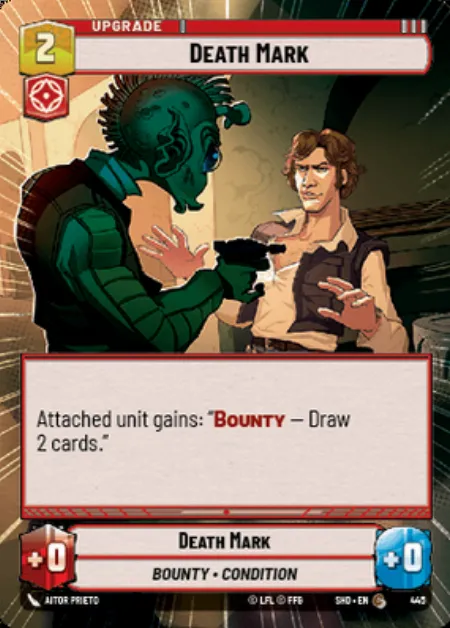 UPGRADE
2
DEATH MARK
Attached unit gains: “BOUNTY – Draw
2 cards.”
+0
DEATH MARK
+0
BOUNTY • CONDITION
AITOR PRIETO
© LFL © FFG
SHD • EN
445